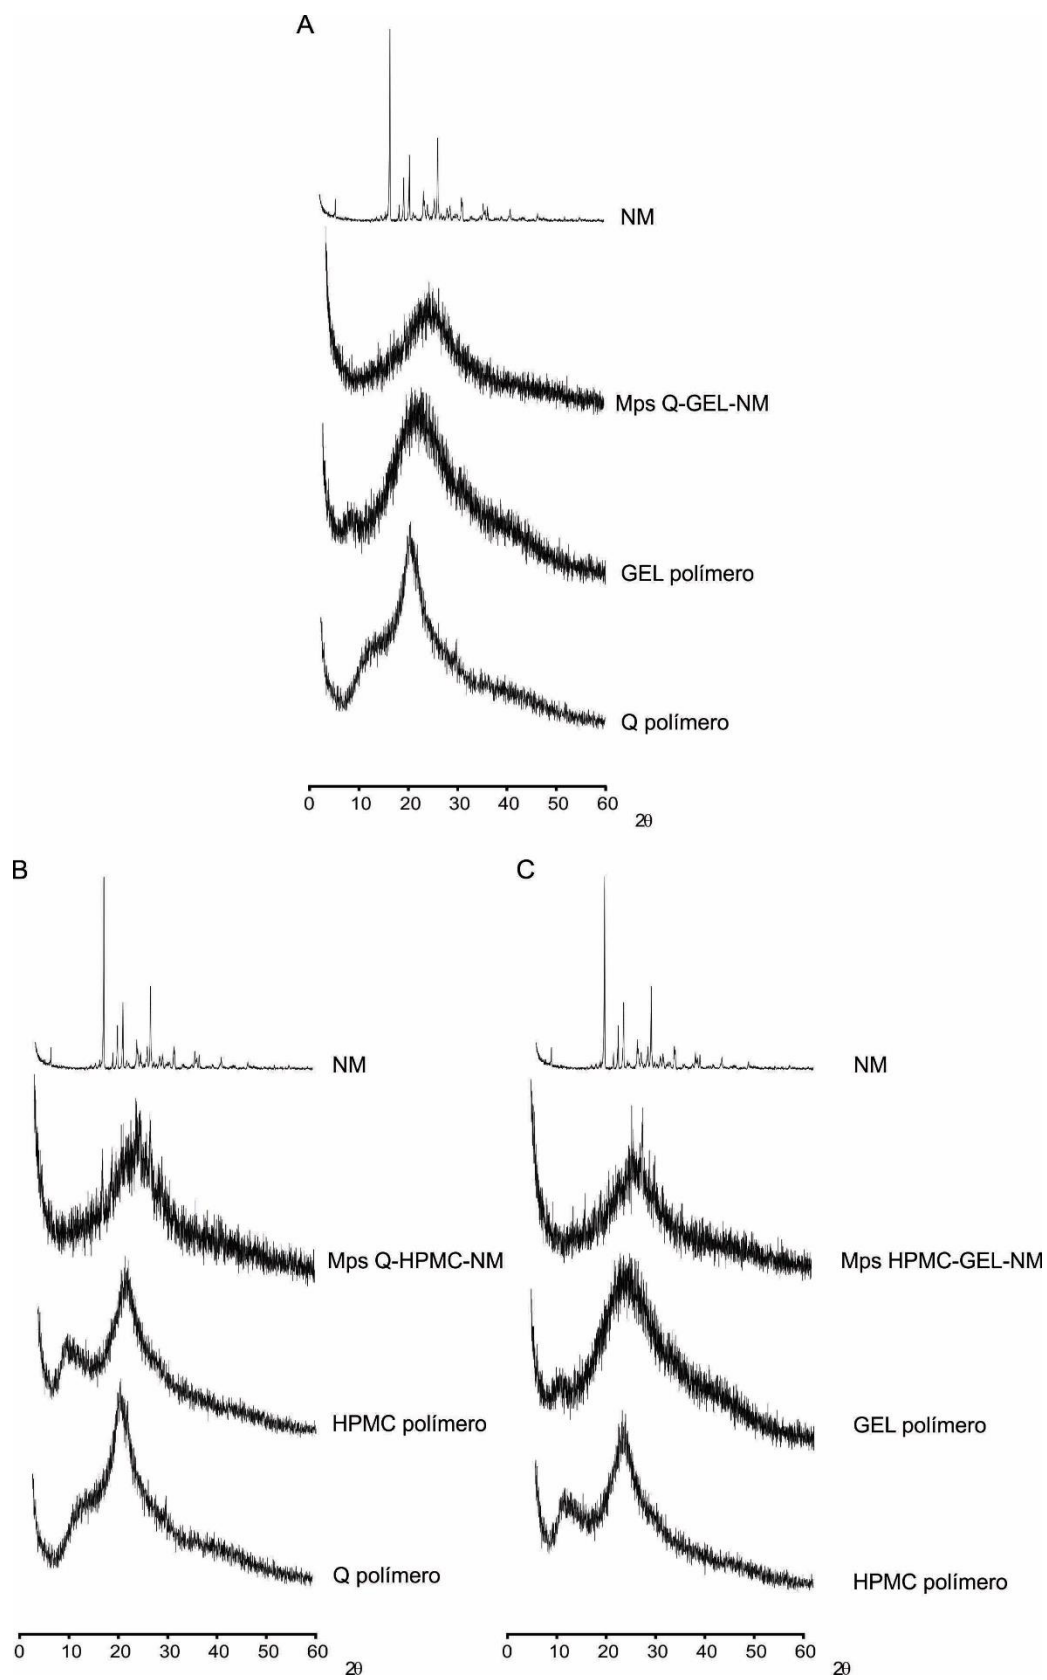 A
NM
Mps Q-GEL-NM
GEL polímero
Q polímero
0 10 20 30 40 50 60
2θ
B
NM
Mps Q-HPMC-NM
HPMC polímero
Q polímero
0 10 20 30 40 50 60
2θ
C
NM
Mps HPMC-GEL-NM
GEL polímero
HPMC polímero
0 10 20 30 40 50 60
2θ